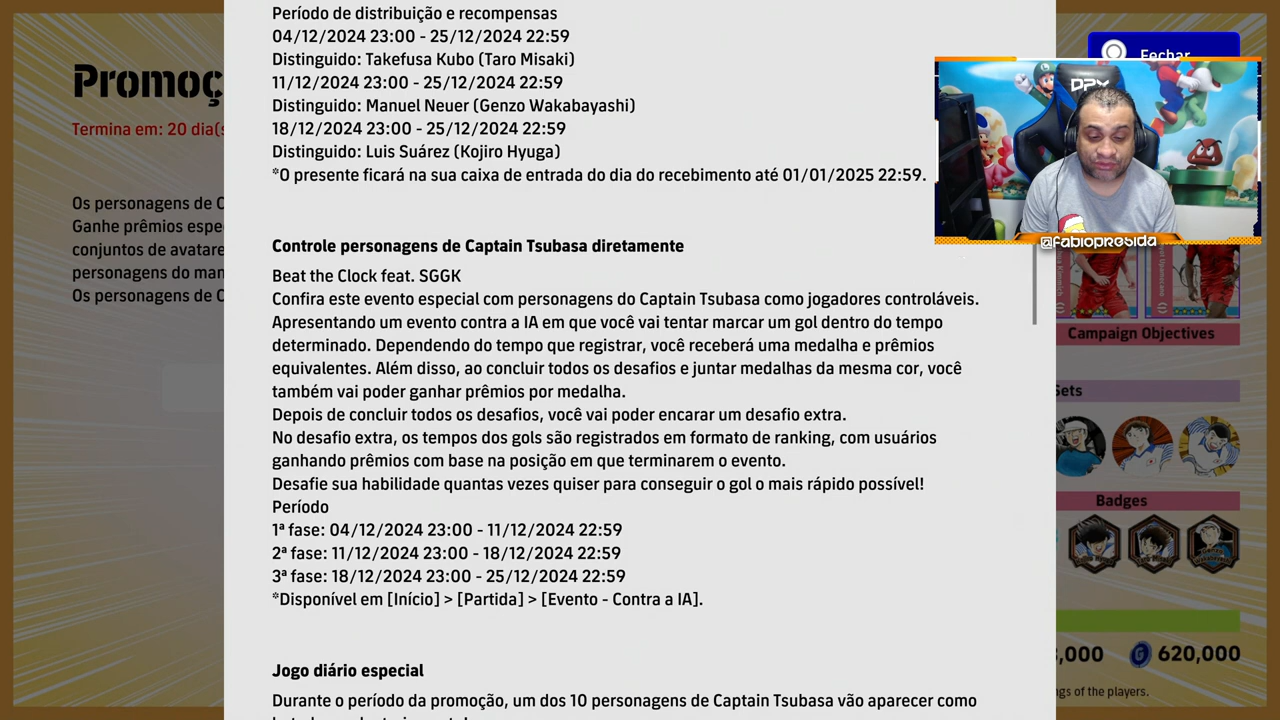 Promoç
Termina em: 20 dia(s
Os personagens de C
Ganhe prêmios espe
conjuntos de avatare
personagens do man
Os personagens de C
Período de distribuição e recompensas
04/12/2024 23:00 - 25/12/2024 22:59
Distinguido: Takefusa Kubo (Taro Misaki)
11/12/2024 23:00 - 25/12/2024 22:59
Distinguido: Manuel Neuer (Genzo Wakabayashi)
18/12/2024 23:00 - 25/12/2024 22:59
Distinguido: Luis Suárez (Kojiro Hyuga)
*O presente ficará na sua caixa de entrada do dia do recebimento até 01/01/2025 22:59.
Controle personagens de Captain Tsubasa diretamente
Beat the Clock feat. SGGK
Confira este evento especial com personagens do Captain Tsubasa como jogadores controláveis.
Apresentando um evento contra a IA em que você vai tentar marcar um gol dentro do tempo
determinado. Dependendo do tempo que registrar, você receberá uma medalha e prêmios
equivalentes. Além disso, ao concluir todos os desafios e juntar medalhas da mesma cor, você
também vai poder ganhar prêmios por medalha.
Depois de concluir todos os desafios, você vai poder encarar um desafio extra.
No desafio extra, os tempos dos gols são registrados em formato de ranking, com usuários
ganhando prêmios com base na posição em que terminarem o evento.
Desafie sua habilidade quantas vezes quiser para conseguir o gol o mais rápido possível!
Período
1ª fase: 04/12/2024 23:00 - 11/12/2024 22:59
2ª fase: 11/12/2024 23:00 - 18/12/2024 22:59
3ª fase: 18/12/2024 23:00 - 25/12/2024 22:59
*Disponível em [Início] > [Partida] > [Evento - Contra a IA].
Jogo diário especial
Durante o período da promoção, um dos 10 personagens de Captain Tsubasa vão aparecer como
Fechar
@fabiopresida
Campaign Objectives
Sets
Badges
,000
620,000
ngs of the players.